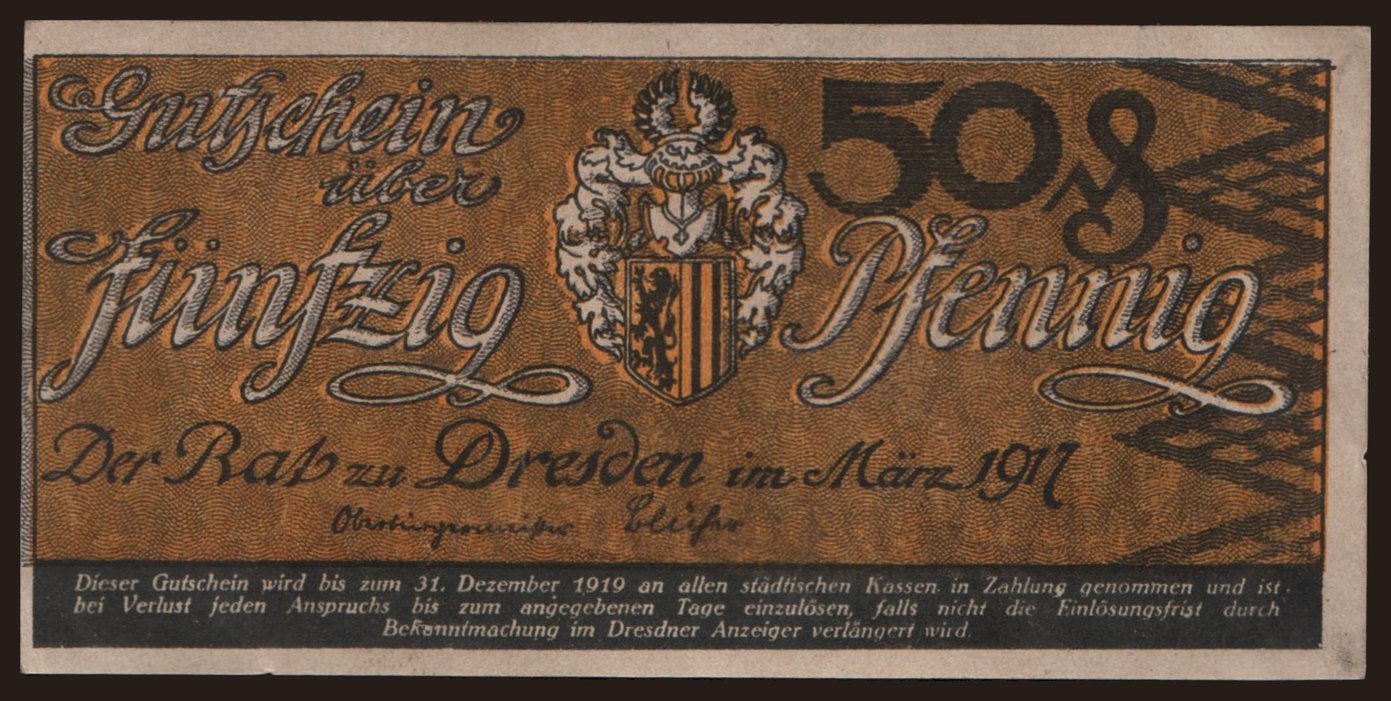 Gutschein
über
fünfzig Pfennig
50 ₰
Der Rat zu Dresden im März 1917
Oberbürgermeister Blüher
Dieser Gutschein wird bis zum 31. Dezember 1919 an allen städtischen Kassen in Zahlung genommen und ist
bei Verlust jeden Anspruchs bis zum angegebenen Tage einzulösen, falls nicht die Einlösungsfrist durch
Bekanntmachung im Dresdner Anzeiger verlängert wird.